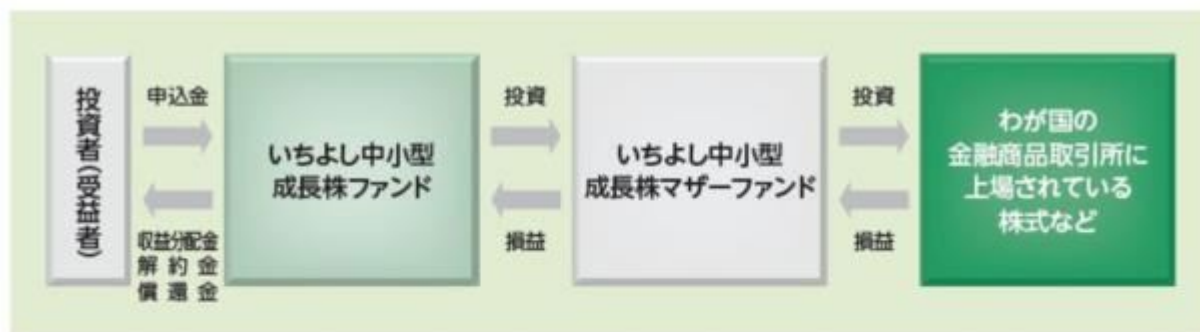 投資者(受益者)
申込金
収益分配金
解約金
償還金
いちよし中小型
成長株ファンド
投資
損益
いちよし中小型
成長株マザーファンド
投資
損益
わが国の
金融商品取引所に
上場されている
株式など